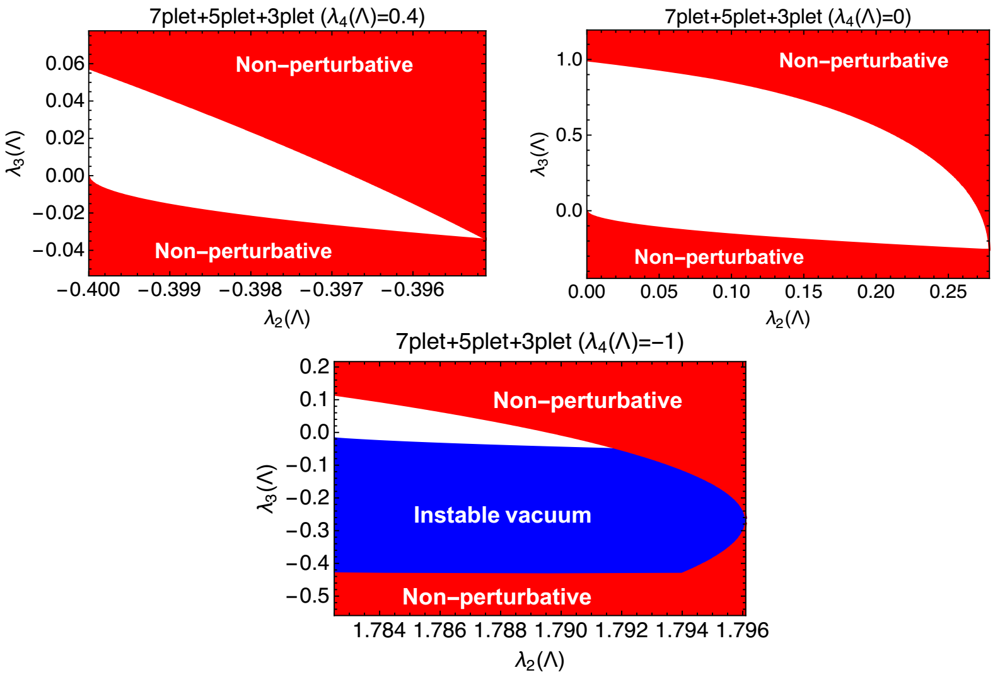 7plet+5plet+3plet (λ₄(Λ)=0.4)
Non−perturbative
0.06
0.04
0.02
0.00
−0.02
−0.04
λ₃(Λ)
Non−perturbative
−0.400 −0.399 −0.398 −0.397 −0.396
λ₂(Λ)
7plet+5plet+3plet (λ₄(Λ)=0)
Non−perturbative
1.0
0.5
0.0
λ₃(Λ)
Non−perturbative
0.00 0.05 0.10 0.15 0.20 0.25
λ₂(Λ)
7plet+5plet+3plet (λ₄(Λ)=−1)
0.2
0.1
0.0
−0.1
−0.2
−0.3
−0.4
−0.5
λ₃(Λ)
Non−perturbative
Instable vacuum
Non−perturbative
1.784 1.786 1.788 1.790 1.792 1.794 1.796
λ₂(Λ)